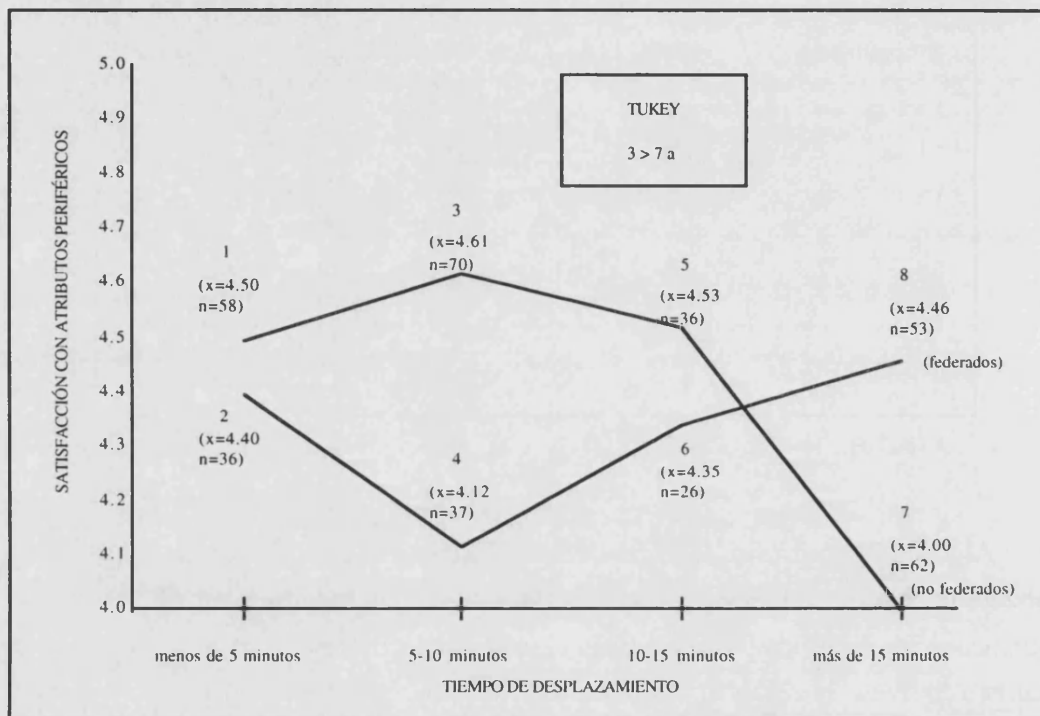 SATISFACCIÓN CON ATRIBUTOS PERIFÉRICOS
5.0
4.9
4.8
4.7
4.6
4.5
4.4
4.3
4.2
4.1
4.0
TUKEY
3 > 7 a
1
(x=4.50
n=58)
3
(x=4.61
n=70)
5
(x=4.53
n=36)
8
(x=4.46
n=53)
(federados)
2
(x=4.40
n=36)
4
(x=4.12
n=37)
6
(x=4.35
n=26)
7
(x=4.00
n=62)
(no federados)
menos de 5 minutos
5-10 minutos
10-15 minutos
más de 15 minutos
TIEMPO DE DESPLAZAMIENTO